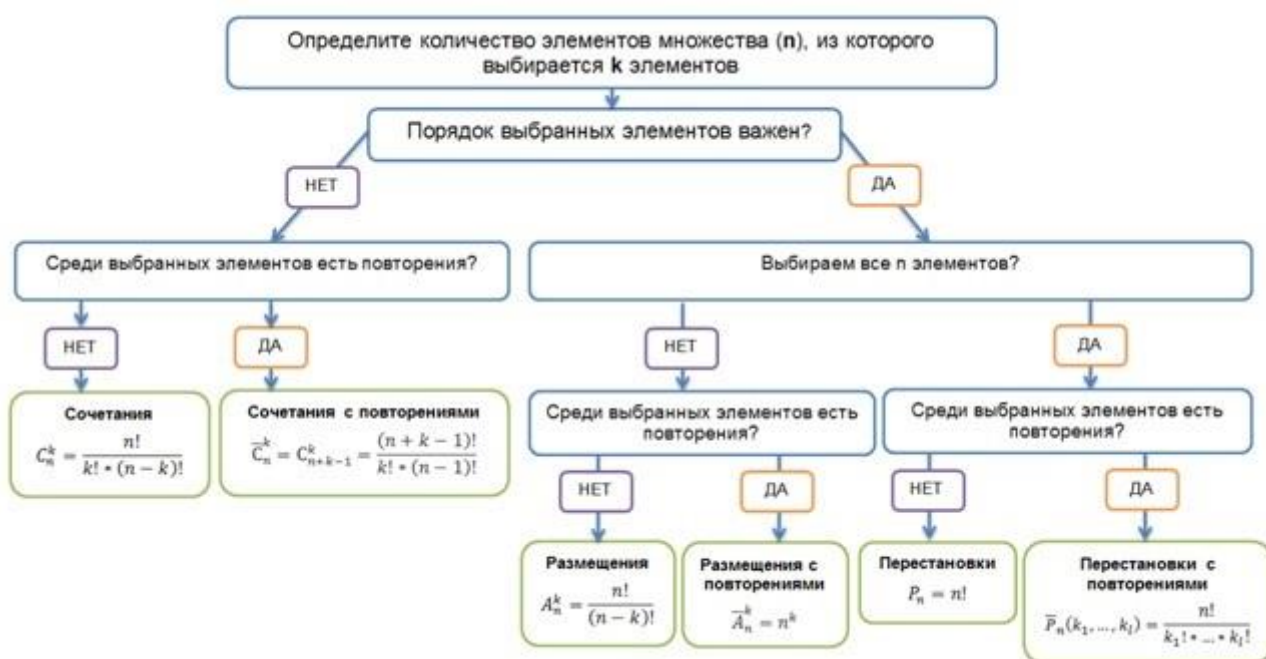 Определите количество элементов множества (n), из которого
выбирается k элементов
Порядок выбранных элементов важен?
НЕТ
ДА
Среди выбранных элементов есть повторения?
Выбираем все n элементов?
НЕТ
ДА
НЕТ
ДА
Сочетания
C_n^k = n! / (k! * (n − k)!)
Сочетания с повторениями
C̅_n^k = C_{n+k−1}^k = (n + k − 1)! / (k! * (n − 1)!)
Среди выбранных элементов есть
повторения?
Среди выбранных элементов есть
повторения?
НЕТ
ДА
НЕТ
ДА
Размещения
A_n^k = n! / (n − k)!
Размещения с
повторениями
A̅_n^k = n^k
Перестановки
P_n = n!
Перестановки с
повторениями
P̅_n(k_1, ..., k_l) = n! / (k_1! * ... * k_l!)